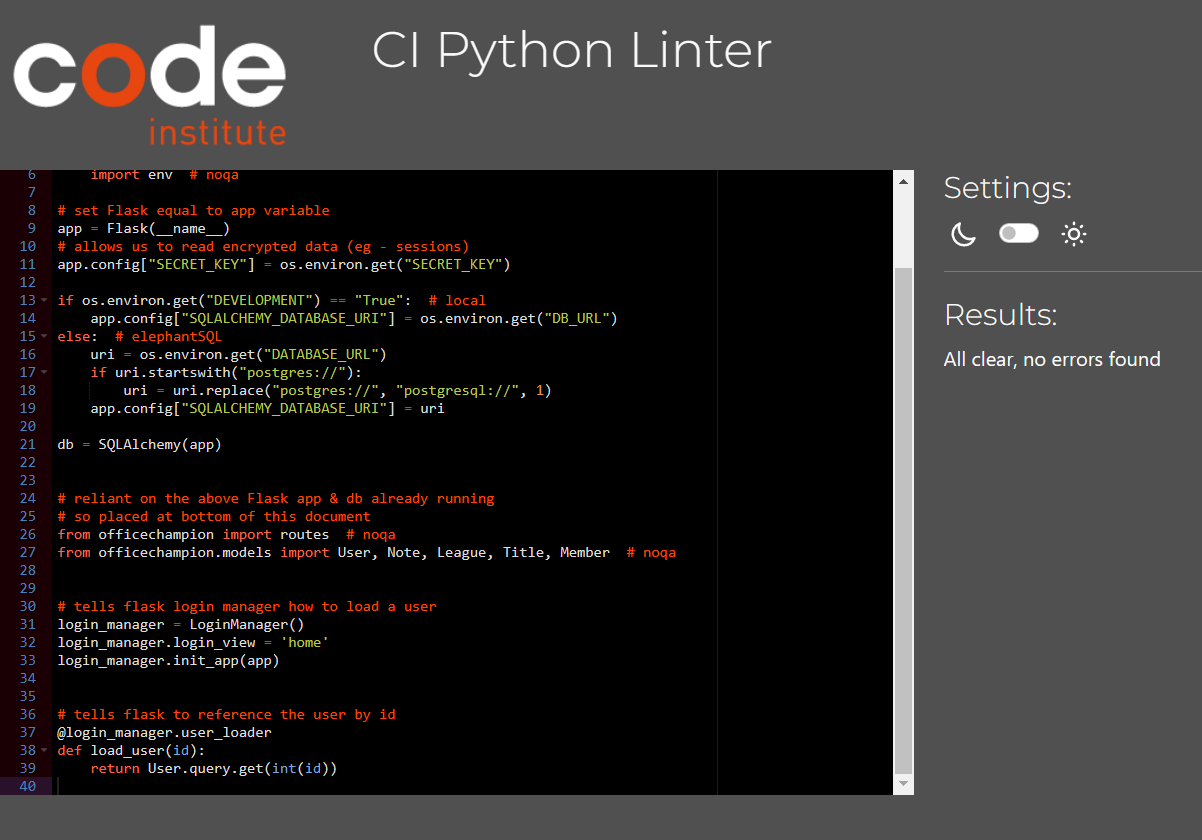 code
institute
CI Python Linter
6 import env # noqa
7
8 # set Flask equal to app variable
9 app = Flask(__name__)
10 # allows us to read encrypted data (eg - sessions)
11 app.config["SECRET_KEY"] = os.environ.get("SECRET_KEY")
12
13 if os.environ.get("DEVELOPMENT") == "True": # local
14 app.config["SQLALCHEMY_DATABASE_URI"] = os.environ.get("DB_URL")
15 else: # elephantSQL
16 uri = os.environ.get("DATABASE_URL")
17 if uri.startswith("postgres://"):
18 uri = uri.replace("postgres://", "postgresql://", 1)
19 app.config["SQLALCHEMY_DATABASE_URI"] = uri
20
21 db = SQLAlchemy(app)
22
23
24 # reliant on the above Flask app & db already running
25 # so placed at bottom of this document
26 from officechampion import routes # noqa
27 from officechampion.models import User, Note, League, Title, Member # noqa
28
29
30 # tells flask login manager how to load a user
31 login_manager = LoginManager()
32 login_manager.login_view = 'home'
33 login_manager.init_app(app)
34
35
36 # tells flask to reference the user by id
37 @login_manager.user_loader
38 def load_user(id):
39 return User.query.get(int(id))
40
Settings:
Results:
All clear, no errors found